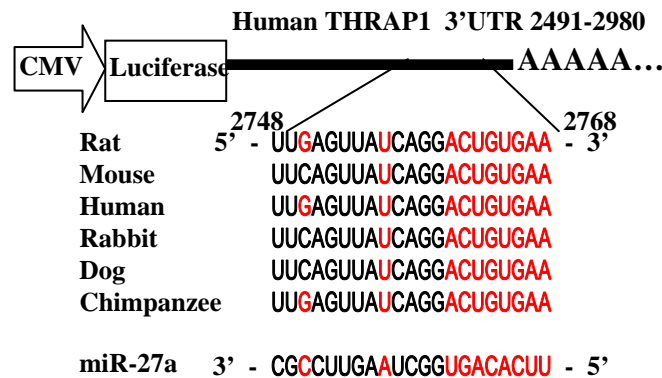 Human THRAP1 3'UTR 2491-2980
CMV Luciferase AAAAA...
2748 2768
Rat 5' - UUGAGUUAUCAGGACUGUGAA - 3'
Mouse UUCAGUUAUCAGGACUGUGAA
Human UUGAGUUAUCAGGACUGUGAA
Rabbit UUCAGUUAUCAGGACUGUGAA
Dog UUCAGUUAUCAGGACUGUGAA
Chimpanzee UUGAGUUAUCAGGACUGUGAA
miR-27a 3' - CGCCUUGAAUCGGUGACACUU - 5'